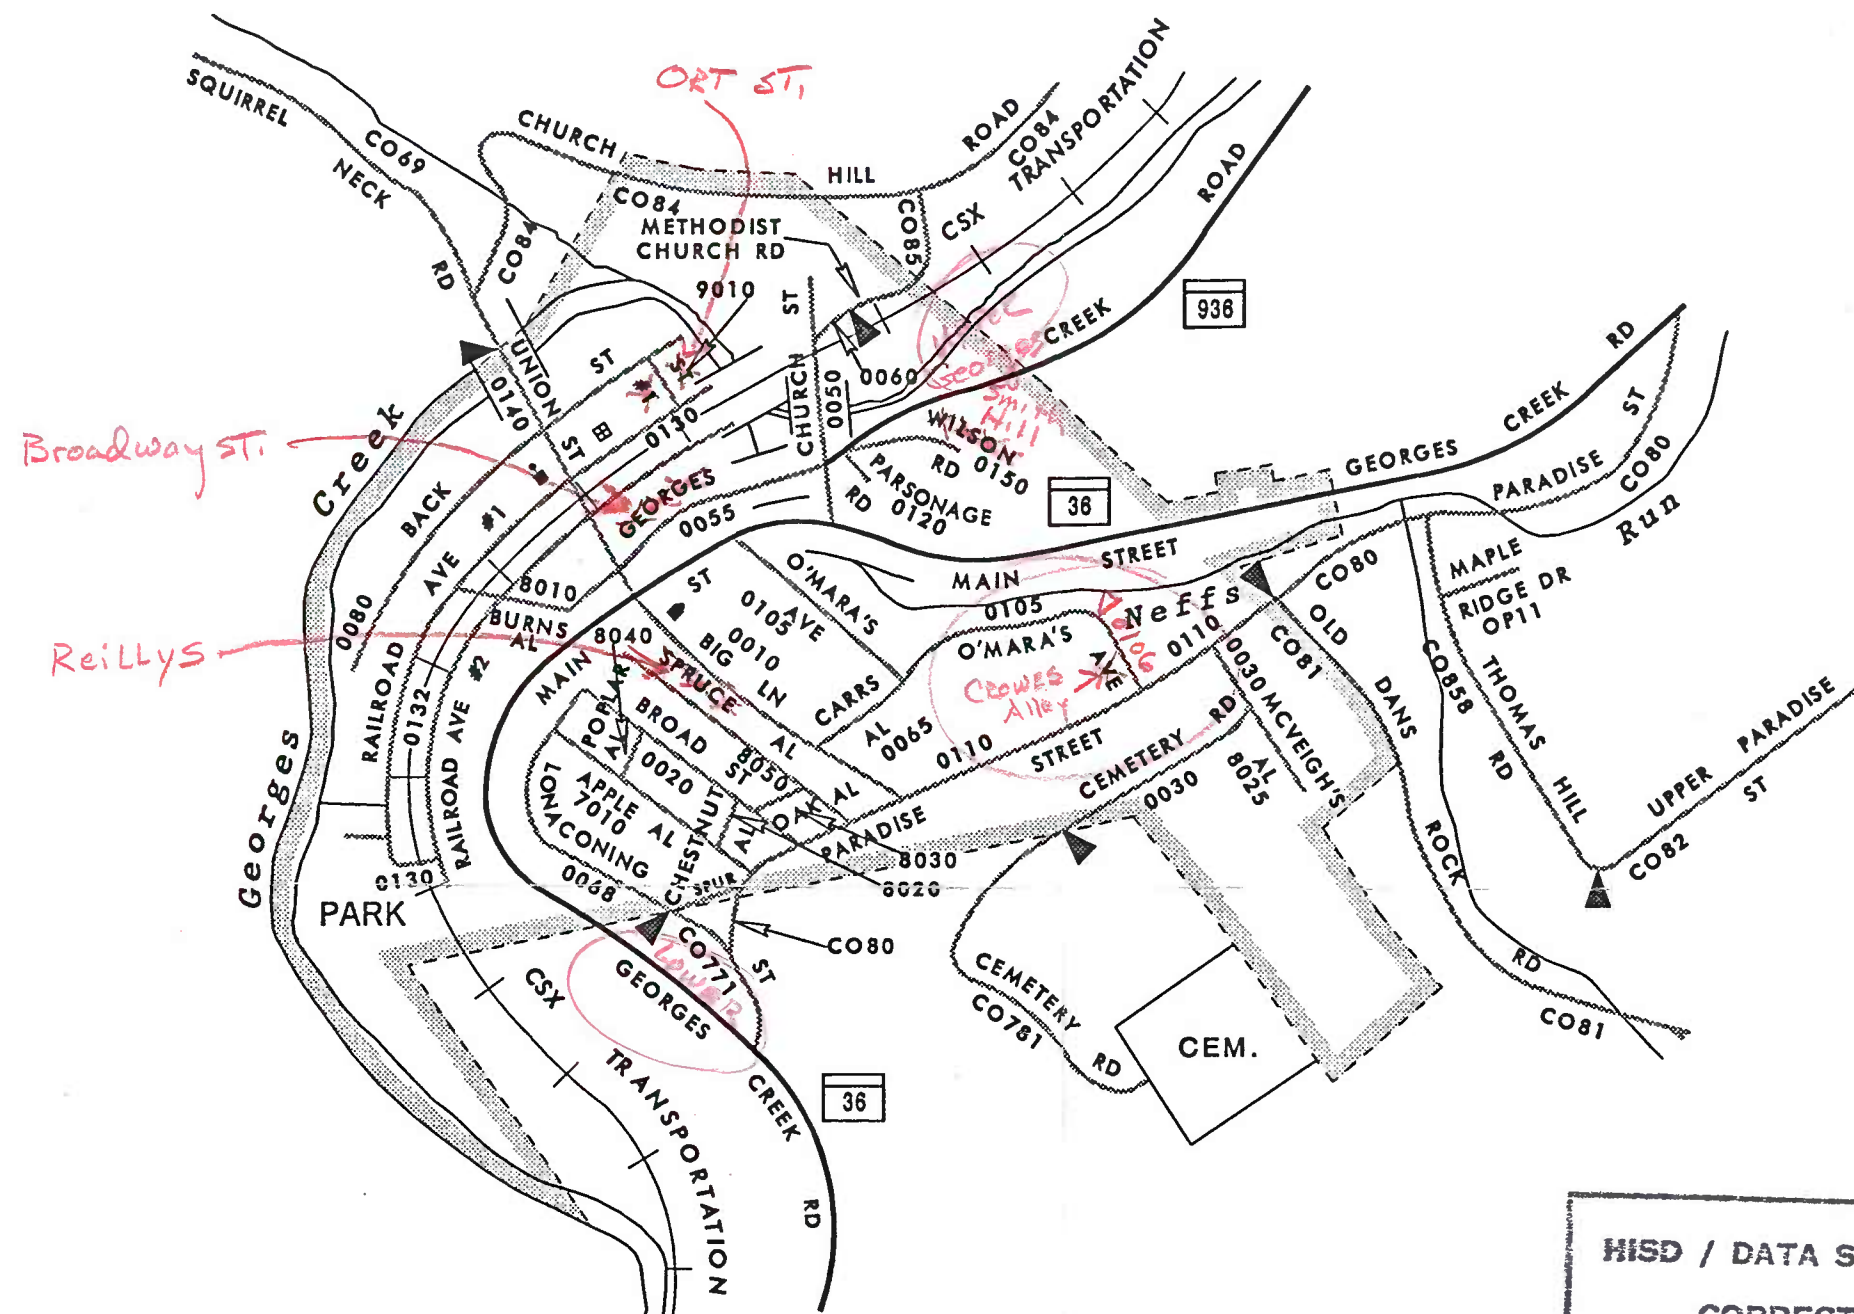 ORT ST,
SQUIRREL
NECK
RD
CO69
CHURCH
HILL
ROAD
CO84
CO84
CO84
METHODIST
CHURCH RD
CO85
CSX
TRANSPORTATION
GEORGES
CREEK
ROAD
936
9010
CHURCH ST
0050
0060
UNION
ST
0140
ST
#1
0130
Broadway ST.
Creek
BACK
AVE #1
GEORGES
0055
Smith
Hill
WILSON
RD 0150
PARSONAGE
RD 0120
36
GEORGES
CREEK
RD
PARADISE
ST
CO80
Run
MAIN
STREET
8010
BURNS
AL
0080
8040
ST
0105
AVE
O'MARA'S
0010
BIG
LN
0105
O'MARA'S
AVE
0106
Neffs
0110
CO80
OLD
DANS
ROCK
RD
CO81
CO81
MAPLE
RIDGE DR
OP11
CO858
THOMAS
HILL
RD
UPPER
PARADISE
ST
CO82
Reillys
MAIN
SPRUCE
AL
CARRS
AL
0065
Crowes
Alley
0110
STREET
CEMETERY
RD
0030
0030
MCVEIGH'S
AL
8025
RAILROAD
0132
RAILROAD AVE #2
POPLAR
AL
BROAD
ST
0020
8050
APPLE AL
7010
LONACONING
0068
CHESTNUT
AL
OAK
AL
PARADISE
8030
8020
SPUR
0130
PARK
Georges
CO80
CO771
ST
Lower
GEORGES
CREEK
RD
CSX
TRANSPORTATION
36
CEMETERY
RD
CO781
CEM.
HISD / DATA S
CORRECT